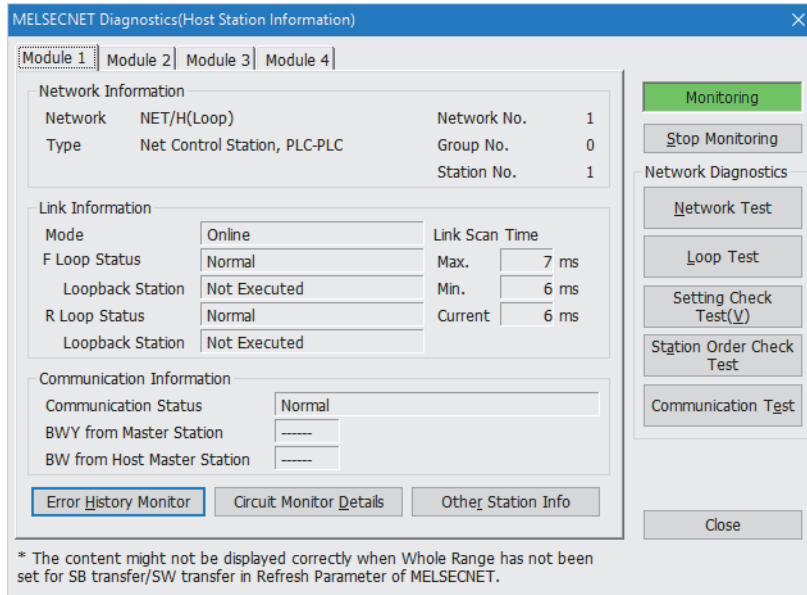 MELSECNET Diagnostics(Host Station Information)
Module 1 Module 2 Module 3 Module 4
Network Information
Network NET/H(Loop) Network No. 1
Type Net Control Station, PLC-PLC Group No. 0
Station No. 1
Link Information
Mode Online Link Scan Time
F Loop Status Normal Max. 7 ms
Loopback Station Not Executed Min. 6 ms
R Loop Status Normal Current 6 ms
Loopback Station Not Executed
Communication Information
Communication Status Normal
BWY from Master Station ------
BW from Host Master Station ------
Error History Monitor Circuit Monitor Details Other Station Info
Monitoring
Stop Monitoring
Network Diagnostics
Network Test
Loop Test
Setting Check
Test(V)
Station Order Check
Test
Communication Test
Close
* The content might not be displayed correctly when Whole Range has not been
set for SB transfer/SW transfer in Refresh Parameter of MELSECNET.